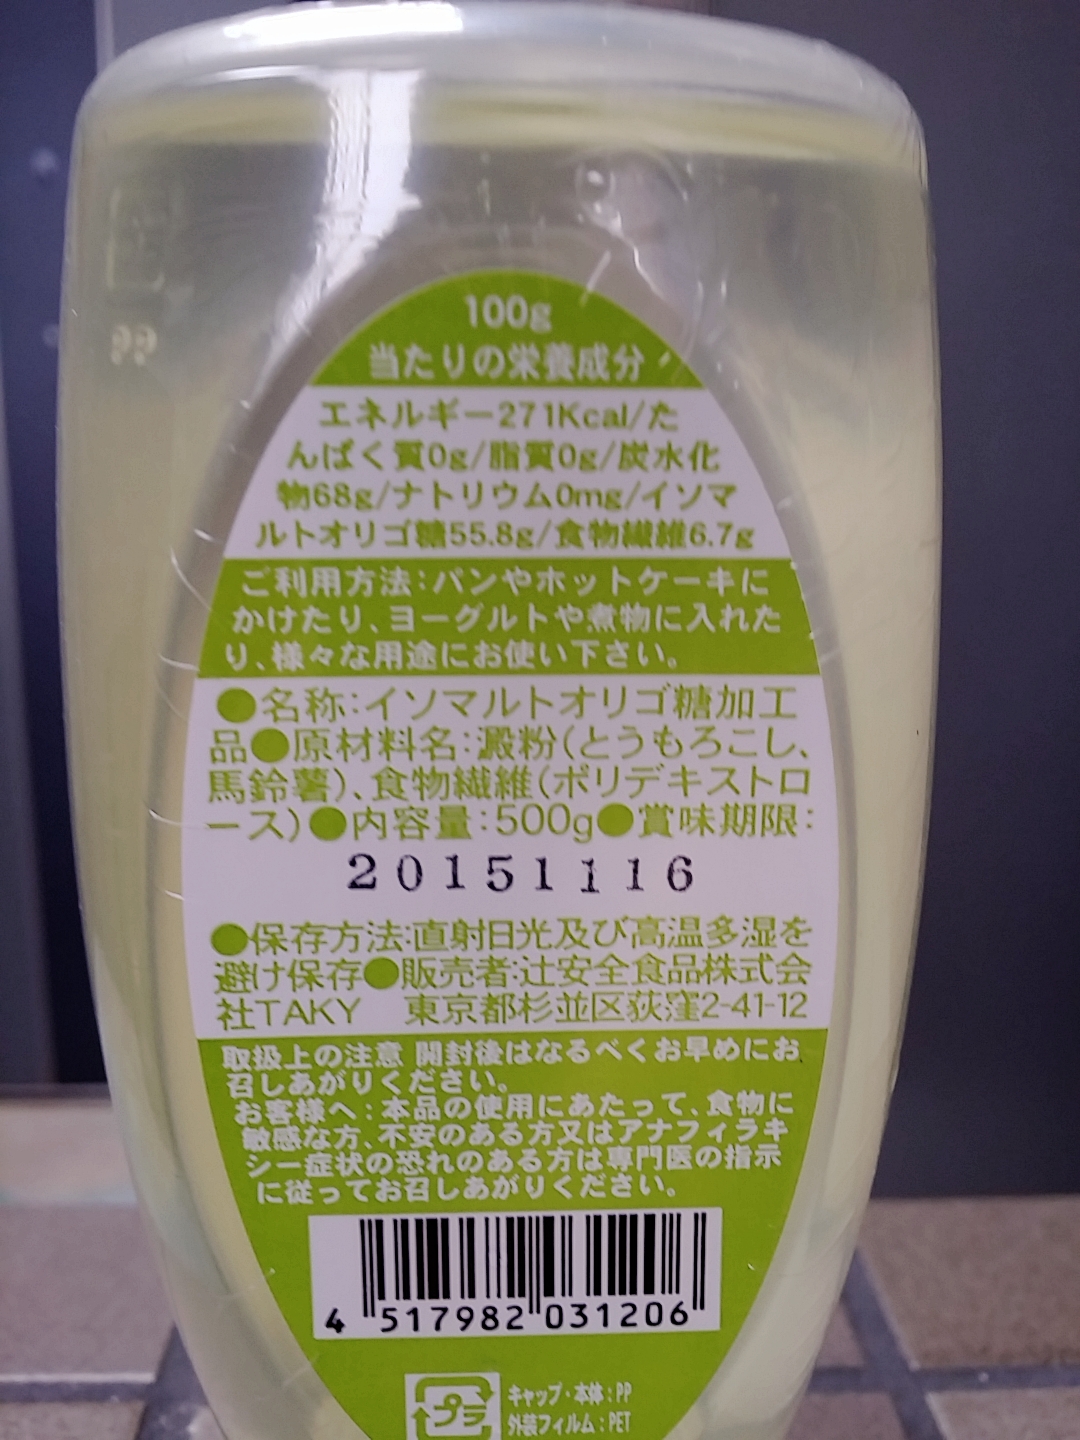 100g
当たりの栄養成分
エネルギー271Kcal/た
んぱく質0g/脂質0g/炭水化
物68g/ナトリウム0mg/イソマ
ルトオリゴ糖55.8g/食物繊維6.7g
ご利用方法:パンやホットケーキに
かけたり、ヨーグルトや煮物に入れた
り、様々な用途にお使い下さい。
●名称:イソマルトオリゴ糖加工
品●原材料名:澱粉(とうもろこし、
馬鈴薯)、食物繊維(ポリデキストロ
ース)●内容量:500g●賞味期限:
20151116
●保存方法:直射日光及び高温多湿を
避け保存●販売者:辻安全食品株式会
社TAKY 東京都杉並区荻窪2-41-12
取扱上の注意 開封後はなるべくお早めにお
召しあがりください。
お客様へ:本品の使用にあたって、食物に
敏感な方、不安のある方又はアナフィラキ
シー症状の恐れのある方は専門医の指示
に従ってお召しあがりください。
4 517982 031206
プラ
キャップ・本体:PP
外装フィルム:PET